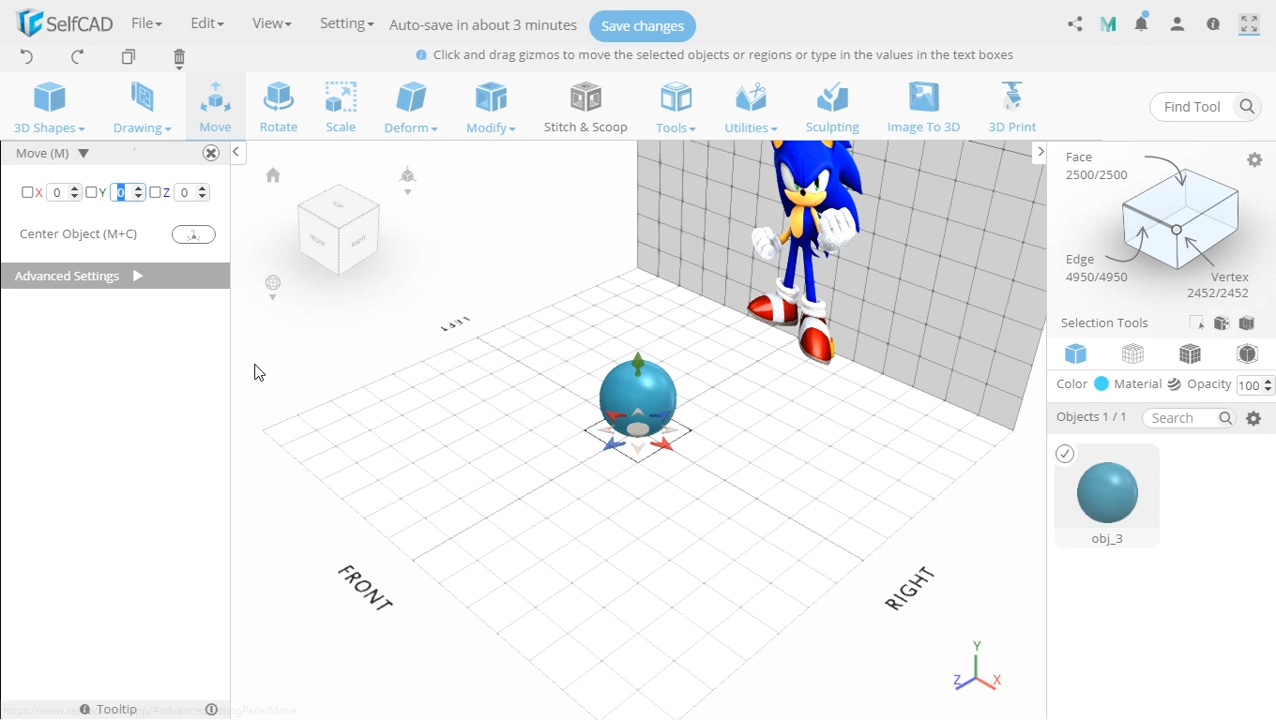 SelfCAD File Edit View Setting Auto-save in about 3 minutes Save changes
Click and drag gizmos to move the selected objects or regions or type in the values in the text boxes
3D Shapes Drawing Move Rotate Scale Deform Modify Stitch & Scoop Tools Utilities Sculpting Image To 3D 3D Print Find Tool
Move (M)
X 0 Y 0 Z 0
Center Object (M+C)
Advanced Settings
TOP
FRONT RIGHT
LEFT
FRONT
RIGHT
Y
Z X
Face
2500/2500
Edge
4950/4950
Vertex
2452/2452
Selection Tools
Color Material Opacity 100
Objects 1 / 1 Search
obj_3
Tooltip